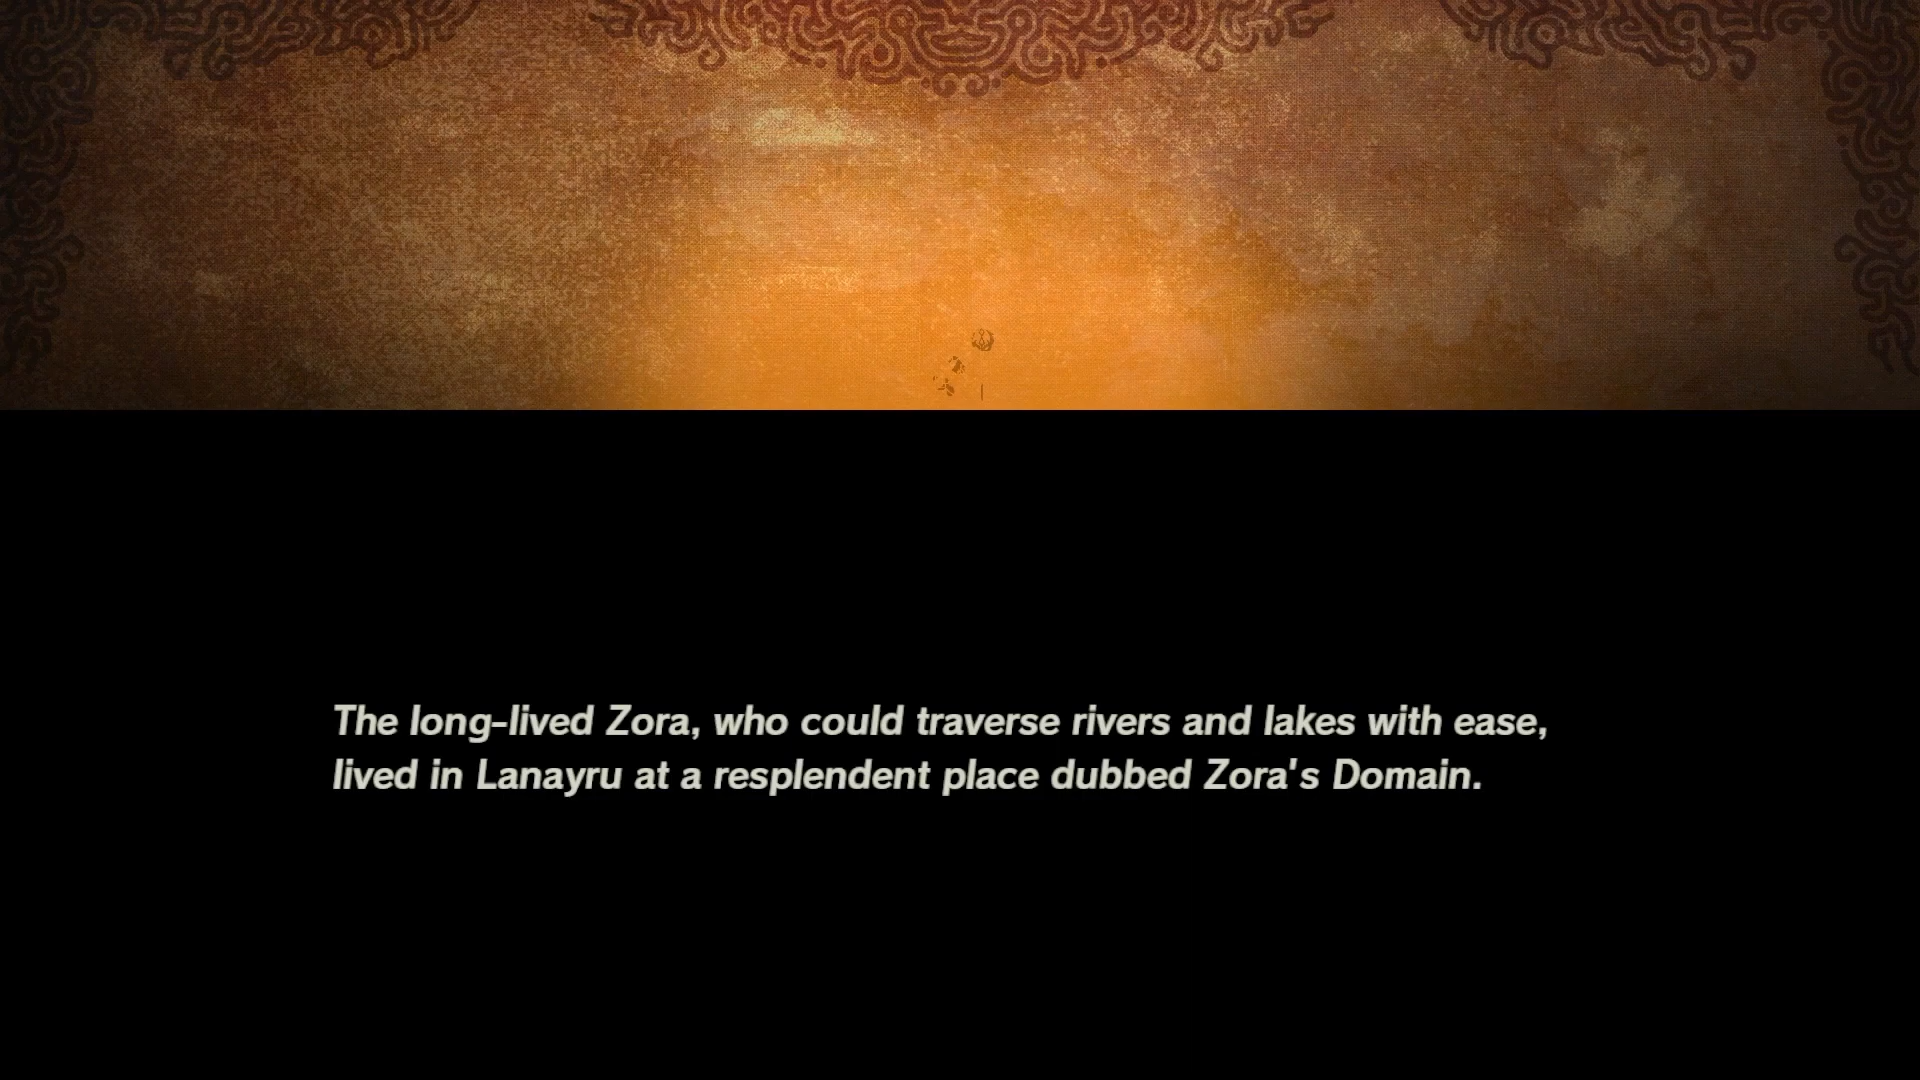 The long-lived Zora, who could traverse rivers and lakes with ease,
lived in Lanayru at a resplendent place dubbed Zora's Domain.